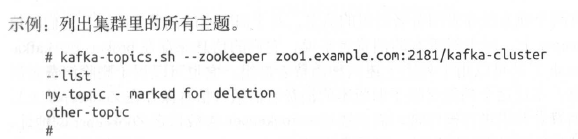 示例：列出集群里的所有主题。
# kafka-topics.sh --zookeeper zoo1.example.com:2181/kafka-cluster
--list
my-topic - marked for deletion
other-topic
#